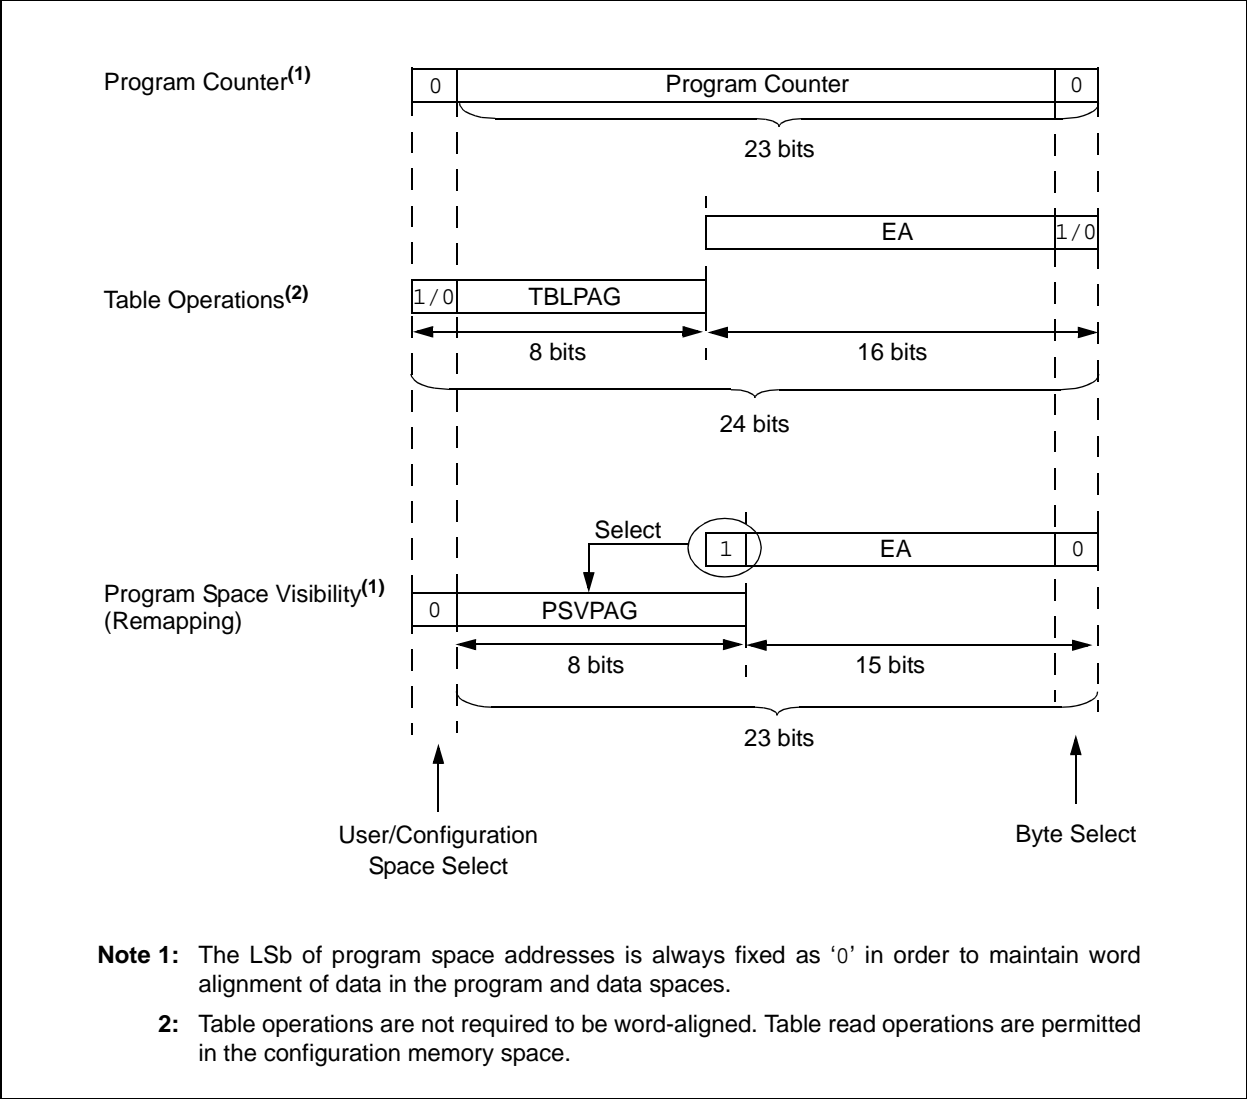 Program Counter(1)
0
Program Counter
0
23 bits
EA
1/0
Table Operations(2)
1/0
TBLPAG
8 bits
16 bits
24 bits
Select
1
EA
0
Program Space Visibility(1)
(Remapping)
0
PSVPAG
8 bits
15 bits
23 bits
User/Configuration
Space Select
Byte Select
Note 1: The LSb of program space addresses is always fixed as ‘0’ in order to maintain word
alignment of data in the program and data spaces.
2: Table operations are not required to be word-aligned. Table read operations are permitted
in the configuration memory space.